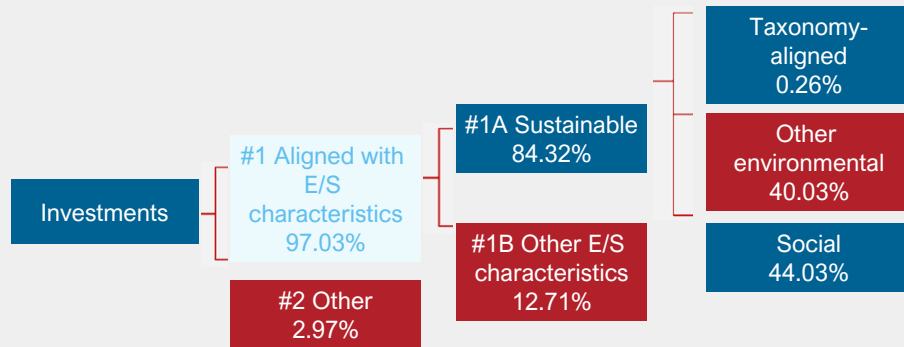 Investments
#1 Aligned with
E/S
characteristics
97.03%
#2 Other
2.97%
#1A Sustainable
84.32%
#1B Other E/S
characteristics
12.71%
Taxonomy-
aligned
0.26%
Other
environmental
40.03%
Social
44.03%